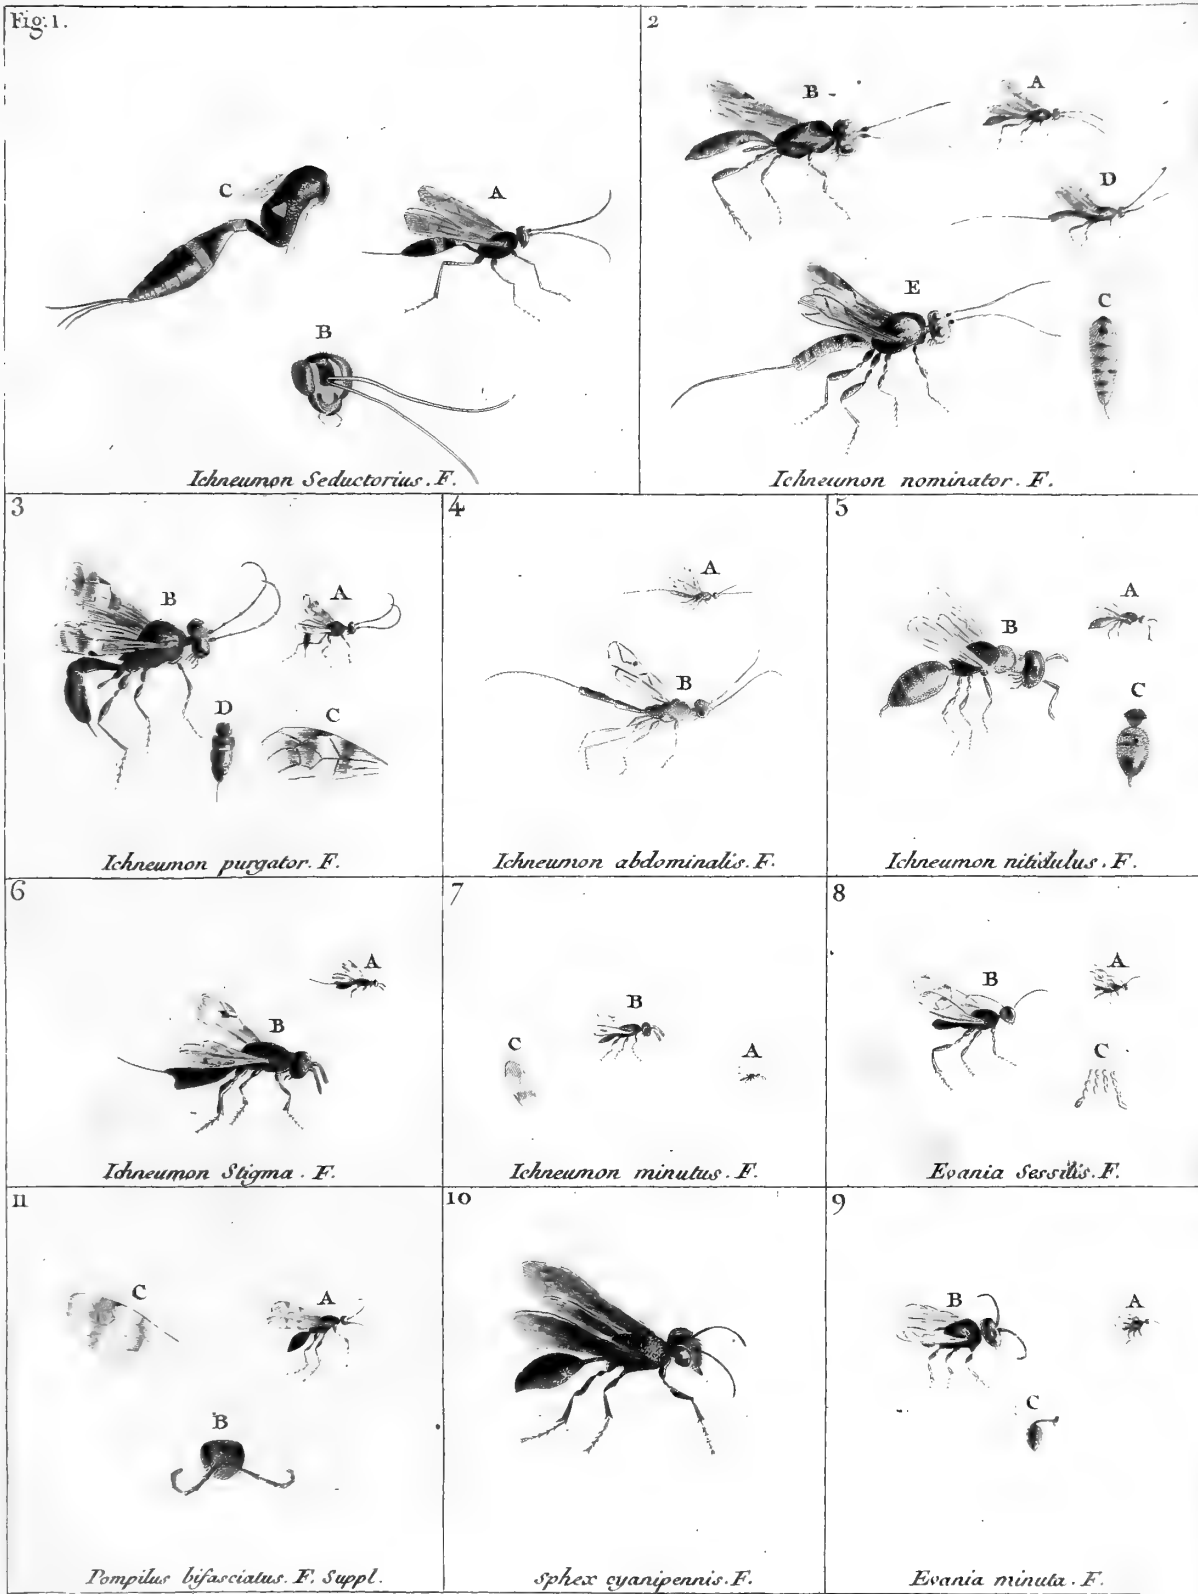 Fig: 1.
C
A
B
Ichneumon Seductorius. F.
2
B
A
D
E
C
Ichneumon nominator. F.
3
B
A
D
C
Ichneumon purgator. F.
4
A
B
Ichneumon abdominalis. F.
5
A
B
C
Ichneumon nitidulus. F.
6
A
B
Ichneumon Stigma. F.
7
B
C
A
Ichneumon minutus. F.
8
B
A
C
Evania Sessilis. F.
11
C
A
B
Pompilus bifasciatus. F. Suppl.
10
Sphex cyanipennis. F.
9
B
A
C
Evania minuta. F.